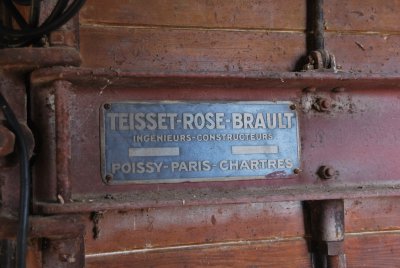 TEISSET-ROSE-BRAULT
INGENIEURS-CONSTRUCTEURS
POISSY-PARIS CHARTRES